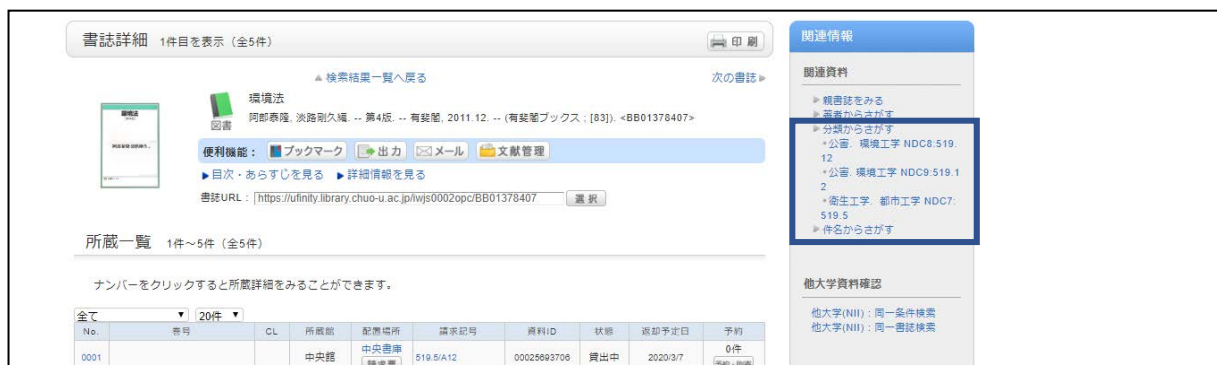 書誌詳細 1件目を表示（全5件）
印刷
▲ 検索結果一覧へ戻る
次の書誌▶
環境法
図書
阿部泰隆, 淡路剛久編. -- 第4版. -- 有斐閣, 2011.12. -- (有斐閣ブックス ; [83]). <BB01378407>
便利機能： ブックマーク 出力 メール 文献管理
▶目次・あらすじを見る ▶詳細情報を見る
書誌URL： https://ufinity.library.chuo-u.ac.jp/iwjs0002opc/BB01378407 選択
所蔵一覧 1件～5件（全5件）
ナンバーをクリックすると所蔵詳細をみることができます。
全て ▼ 20件 ▼
No. 巻号 CL 所蔵館 配置場所 請求記号 資料ID 状態 返却予定日 予約
0001 中央館 中央書庫 519.5/A12 00025693706 貸出中 2020/3/7 0件
請求票
関連情報
関連資料
▶親書誌をみる
▶著者からさがす
▶分類からさがす
公害．環境工学 NDC8:519.
12
公害．環境工学 NDC9:519.1
2
衛生工学．都市工学 NDC7:
519.5
▶件名からさがす
他大学資料確認
他大学(NII)：同一条件検索
他大学(NII)：同一書誌検索